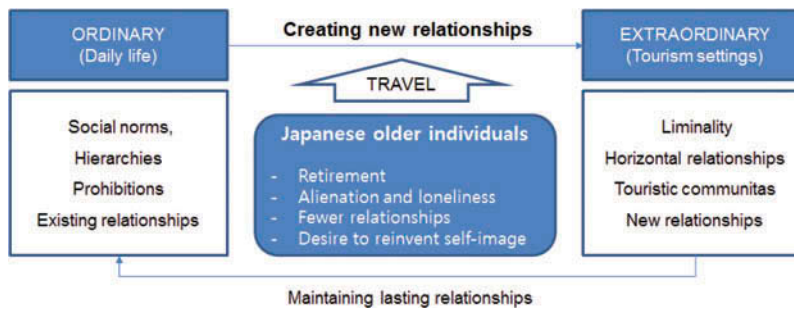 ORDINARY
(Daily life)
Creating new relationships
EXTRAORDINARY
(Tourism settings)
TRAVEL
Social norms,
Hierarchies
Prohibitions
Existing relationships
Japanese older individuals
- Retirement
- Alienation and loneliness
- Fewer relationships
- Desire to reinvent self-image
Liminality
Horizontal relationships
Touristic communitas
New relationships
Maintaining lasting relationships